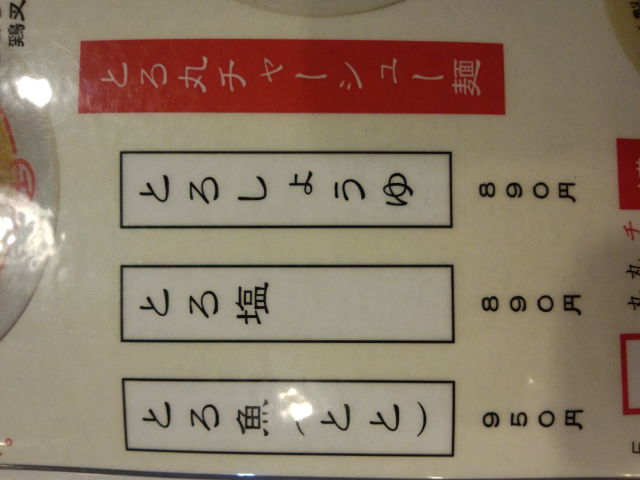 とろ丸チャーシュー麺
とろしょうゆ 890円
とろ塩 890円
とろ魚(とと) 950円